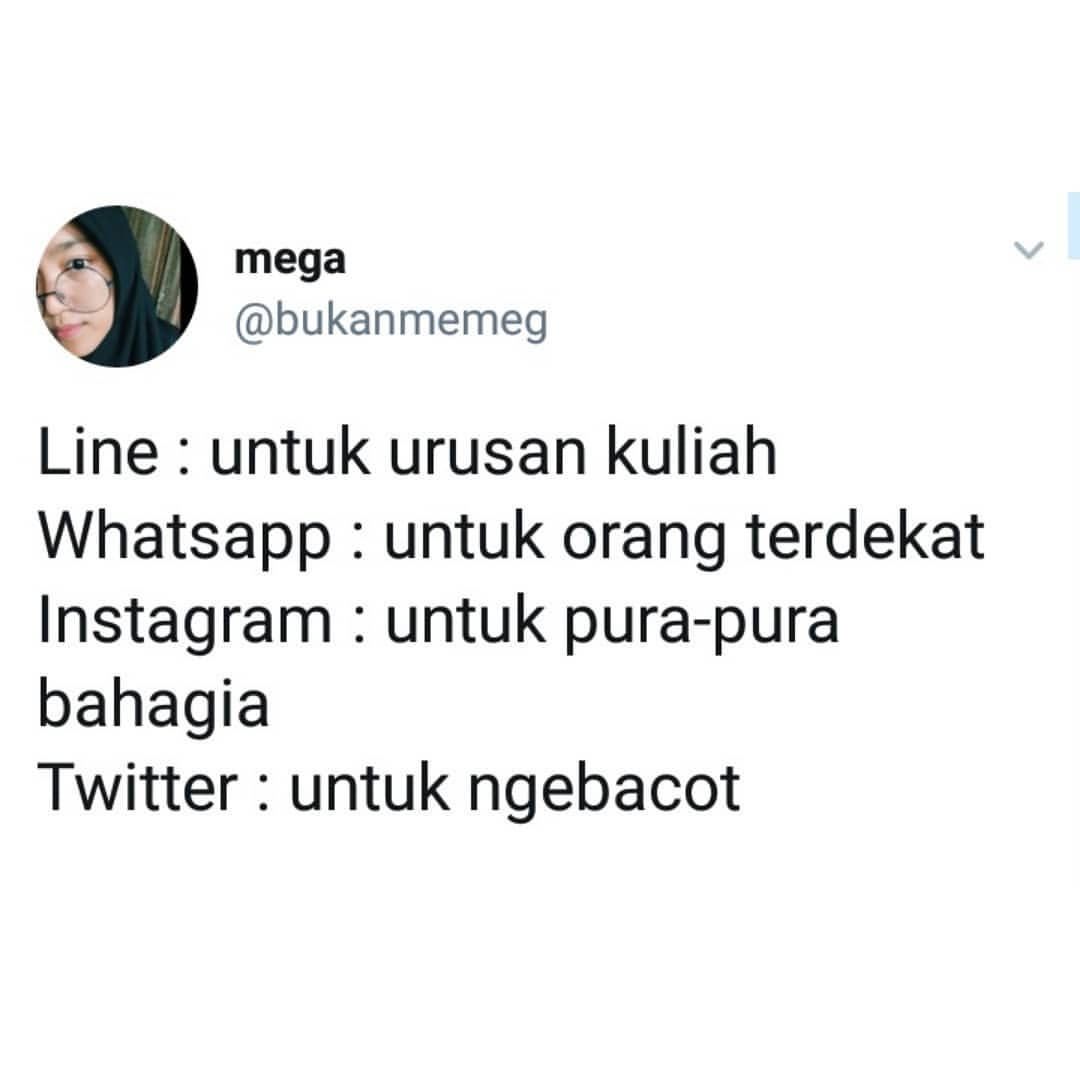 mega
@bukanmemeg
Line : untuk urusan kuliah
Whatsapp : untuk orang terdekat
Instagram : untuk pura-pura
bahagia
Twitter : untuk ngebacot